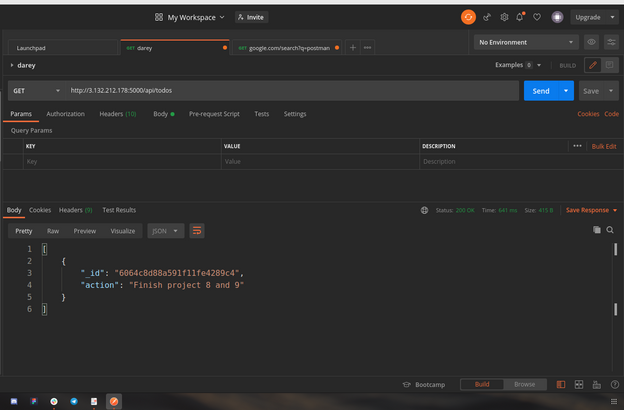 My Workspace Invite Upgrade
Launchpad GET darey GET google.com/search?q=postman No Environment
darey Examples 0 BUILD
GET http://3.132.212.178:5000/api/todos Send Save
Params Authorization Headers (10) Body Pre-request Script Tests Settings Cookies Code
Query Params
KEY VALUE DESCRIPTION Bulk Edit
Key Value Description
Body Cookies Headers (9) Test Results Status: 200 OK Time: 641 ms Size: 415 B Save Response
Pretty Raw Preview Visualize JSON
1 [
2 {
3 "_id": "6064c8d88a591f11fe4289c4",
4 "action": "Finish project 8 and 9"
5 }
6 ]
Bootcamp Build Browse